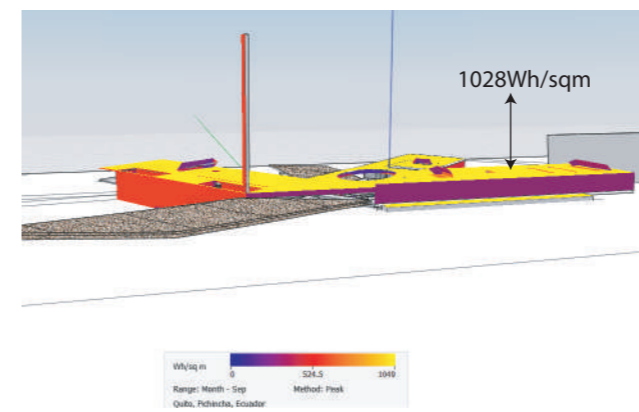 1028Wh/sqm
Wh/sq m
0 524.5 1049
Range: Month - Sep Method: Peak
Quito, Pichincha, Ecuador